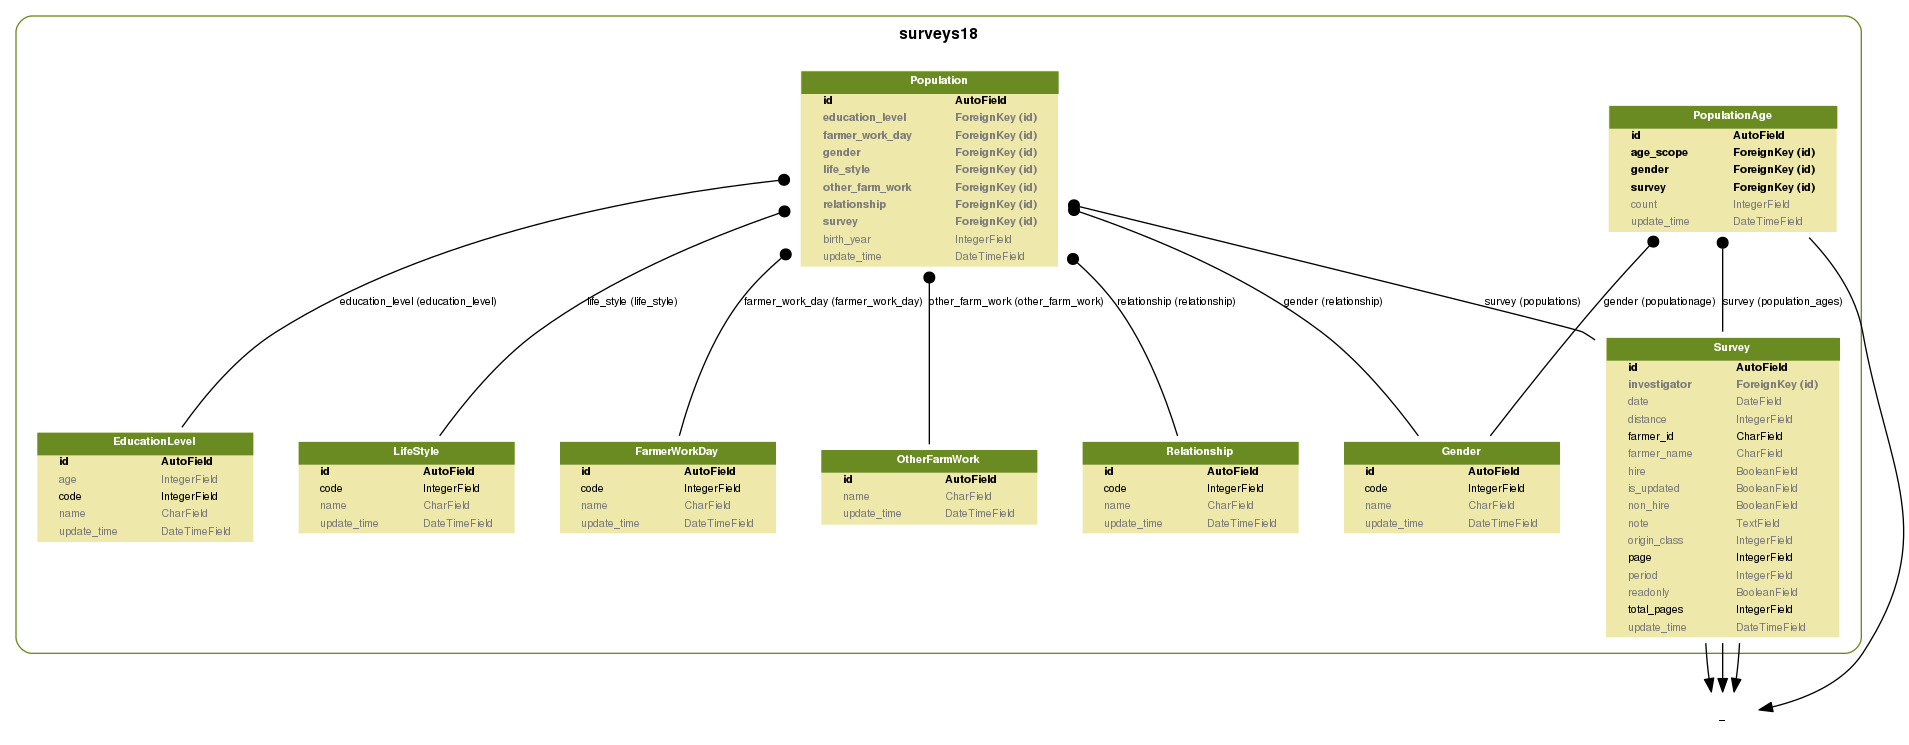 surveys18
Population
id AutoField
education_level ForeignKey (id)
farmer_work_day ForeignKey (id)
gender ForeignKey (id)
life_style ForeignKey (id)
other_farm_work ForeignKey (id)
relationship ForeignKey (id)
survey ForeignKey (id)
birth_year IntegerField
update_time DateTimeField
PopulationAge
id AutoField
age_scope ForeignKey (id)
gender ForeignKey (id)
survey ForeignKey (id)
count IntegerField
update_time DateTimeField
education_level (education_level)
life_style (life_style)
farmer_work_day (farmer_work_day)
other_farm_work (other_farm_work)
relationship (relationship)
gender (relationship)
survey (populations)
gender (populationage)
survey (population_ages)
EducationLevel
id AutoField
age IntegerField
code IntegerField
name CharField
update_time DateTimeField
LifeStyle
id AutoField
code IntegerField
name CharField
update_time DateTimeField
FarmerWorkDay
id AutoField
code IntegerField
name CharField
update_time DateTimeField
OtherFarmWork
id AutoField
name CharField
update_time DateTimeField
Relationship
id AutoField
code IntegerField
name CharField
update_time DateTimeField
Gender
id AutoField
code IntegerField
name CharField
update_time DateTimeField
Survey
id AutoField
investigator ForeignKey (id)
date DateField
distance IntegerField
farmer_id CharField
farmer_name CharField
hire BooleanField
is_updated BooleanField
non_hire BooleanField
note TextField
origin_class IntegerField
page IntegerField
period IntegerField
readonly BooleanField
total_pages IntegerField
update_time DateTimeField
_